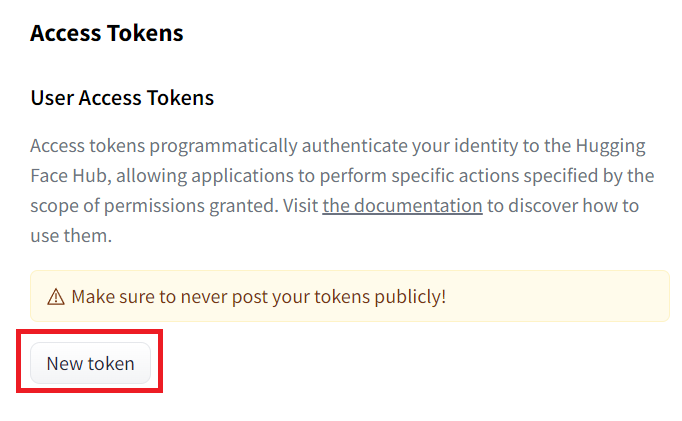 Access Tokens
User Access Tokens
Access tokens programmatically authenticate your identity to the Hugging
Face Hub, allowing applications to perform specific actions specified by the
scope of permissions granted. Visit the documentation to discover how to
use them.
Make sure to never post your tokens publicly!
New token